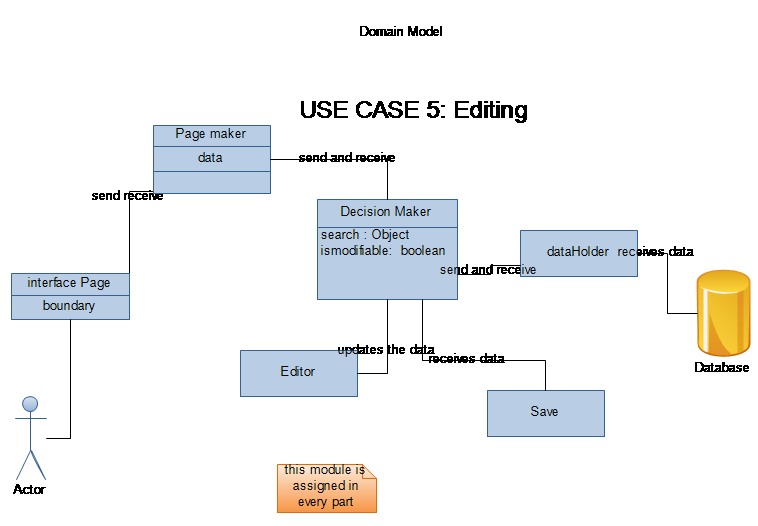 Domain Model
USE CASE 5: Editing
Page maker
data
send and receive
send receive
Decision Maker
search : Object
ismodifiable: boolean
dataHolder
receives data
send and receive
interface Page
boundary
Database
updates the data
receives data
Editor
Save
Actor
this module is
assigned in
every part